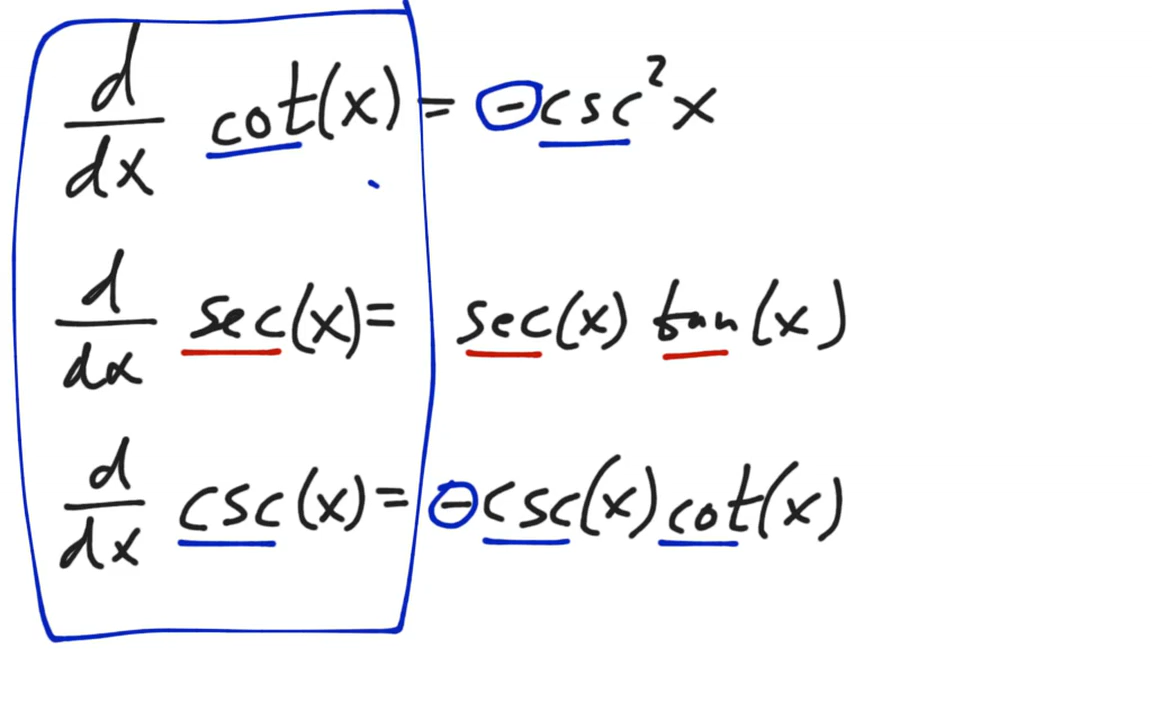 d/dx cot(x) = -csc²x
d/dx sec(x) = sec(x) tan(x)
d/dx csc(x) = -csc(x)cot(x)